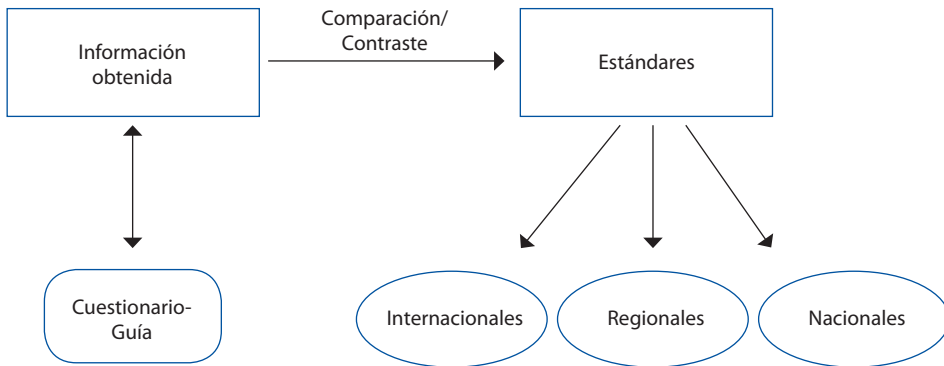 Información
obtenida
Comparación/
Contraste
Estándares
Cuestionario-
Guía
Internacionales
Regionales
Nacionales